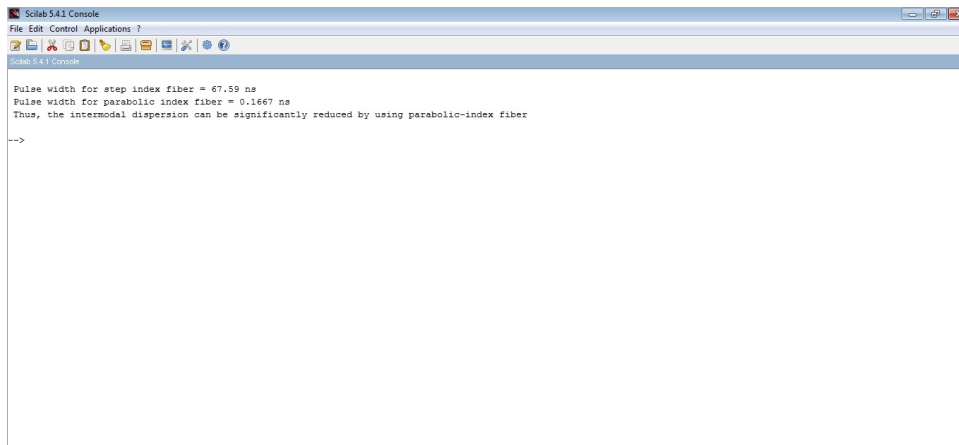 Scilab 5.4.1 Console
File Edit Control Applications ?
Scilab 5.4.1 Console
Pulse width for step index fiber = 67.59 ns
Pulse width for parabolic index fiber = 0.1667 ns
Thus, the intermodal dispersion can be significantly reduced by using parabolic-index fiber
-->